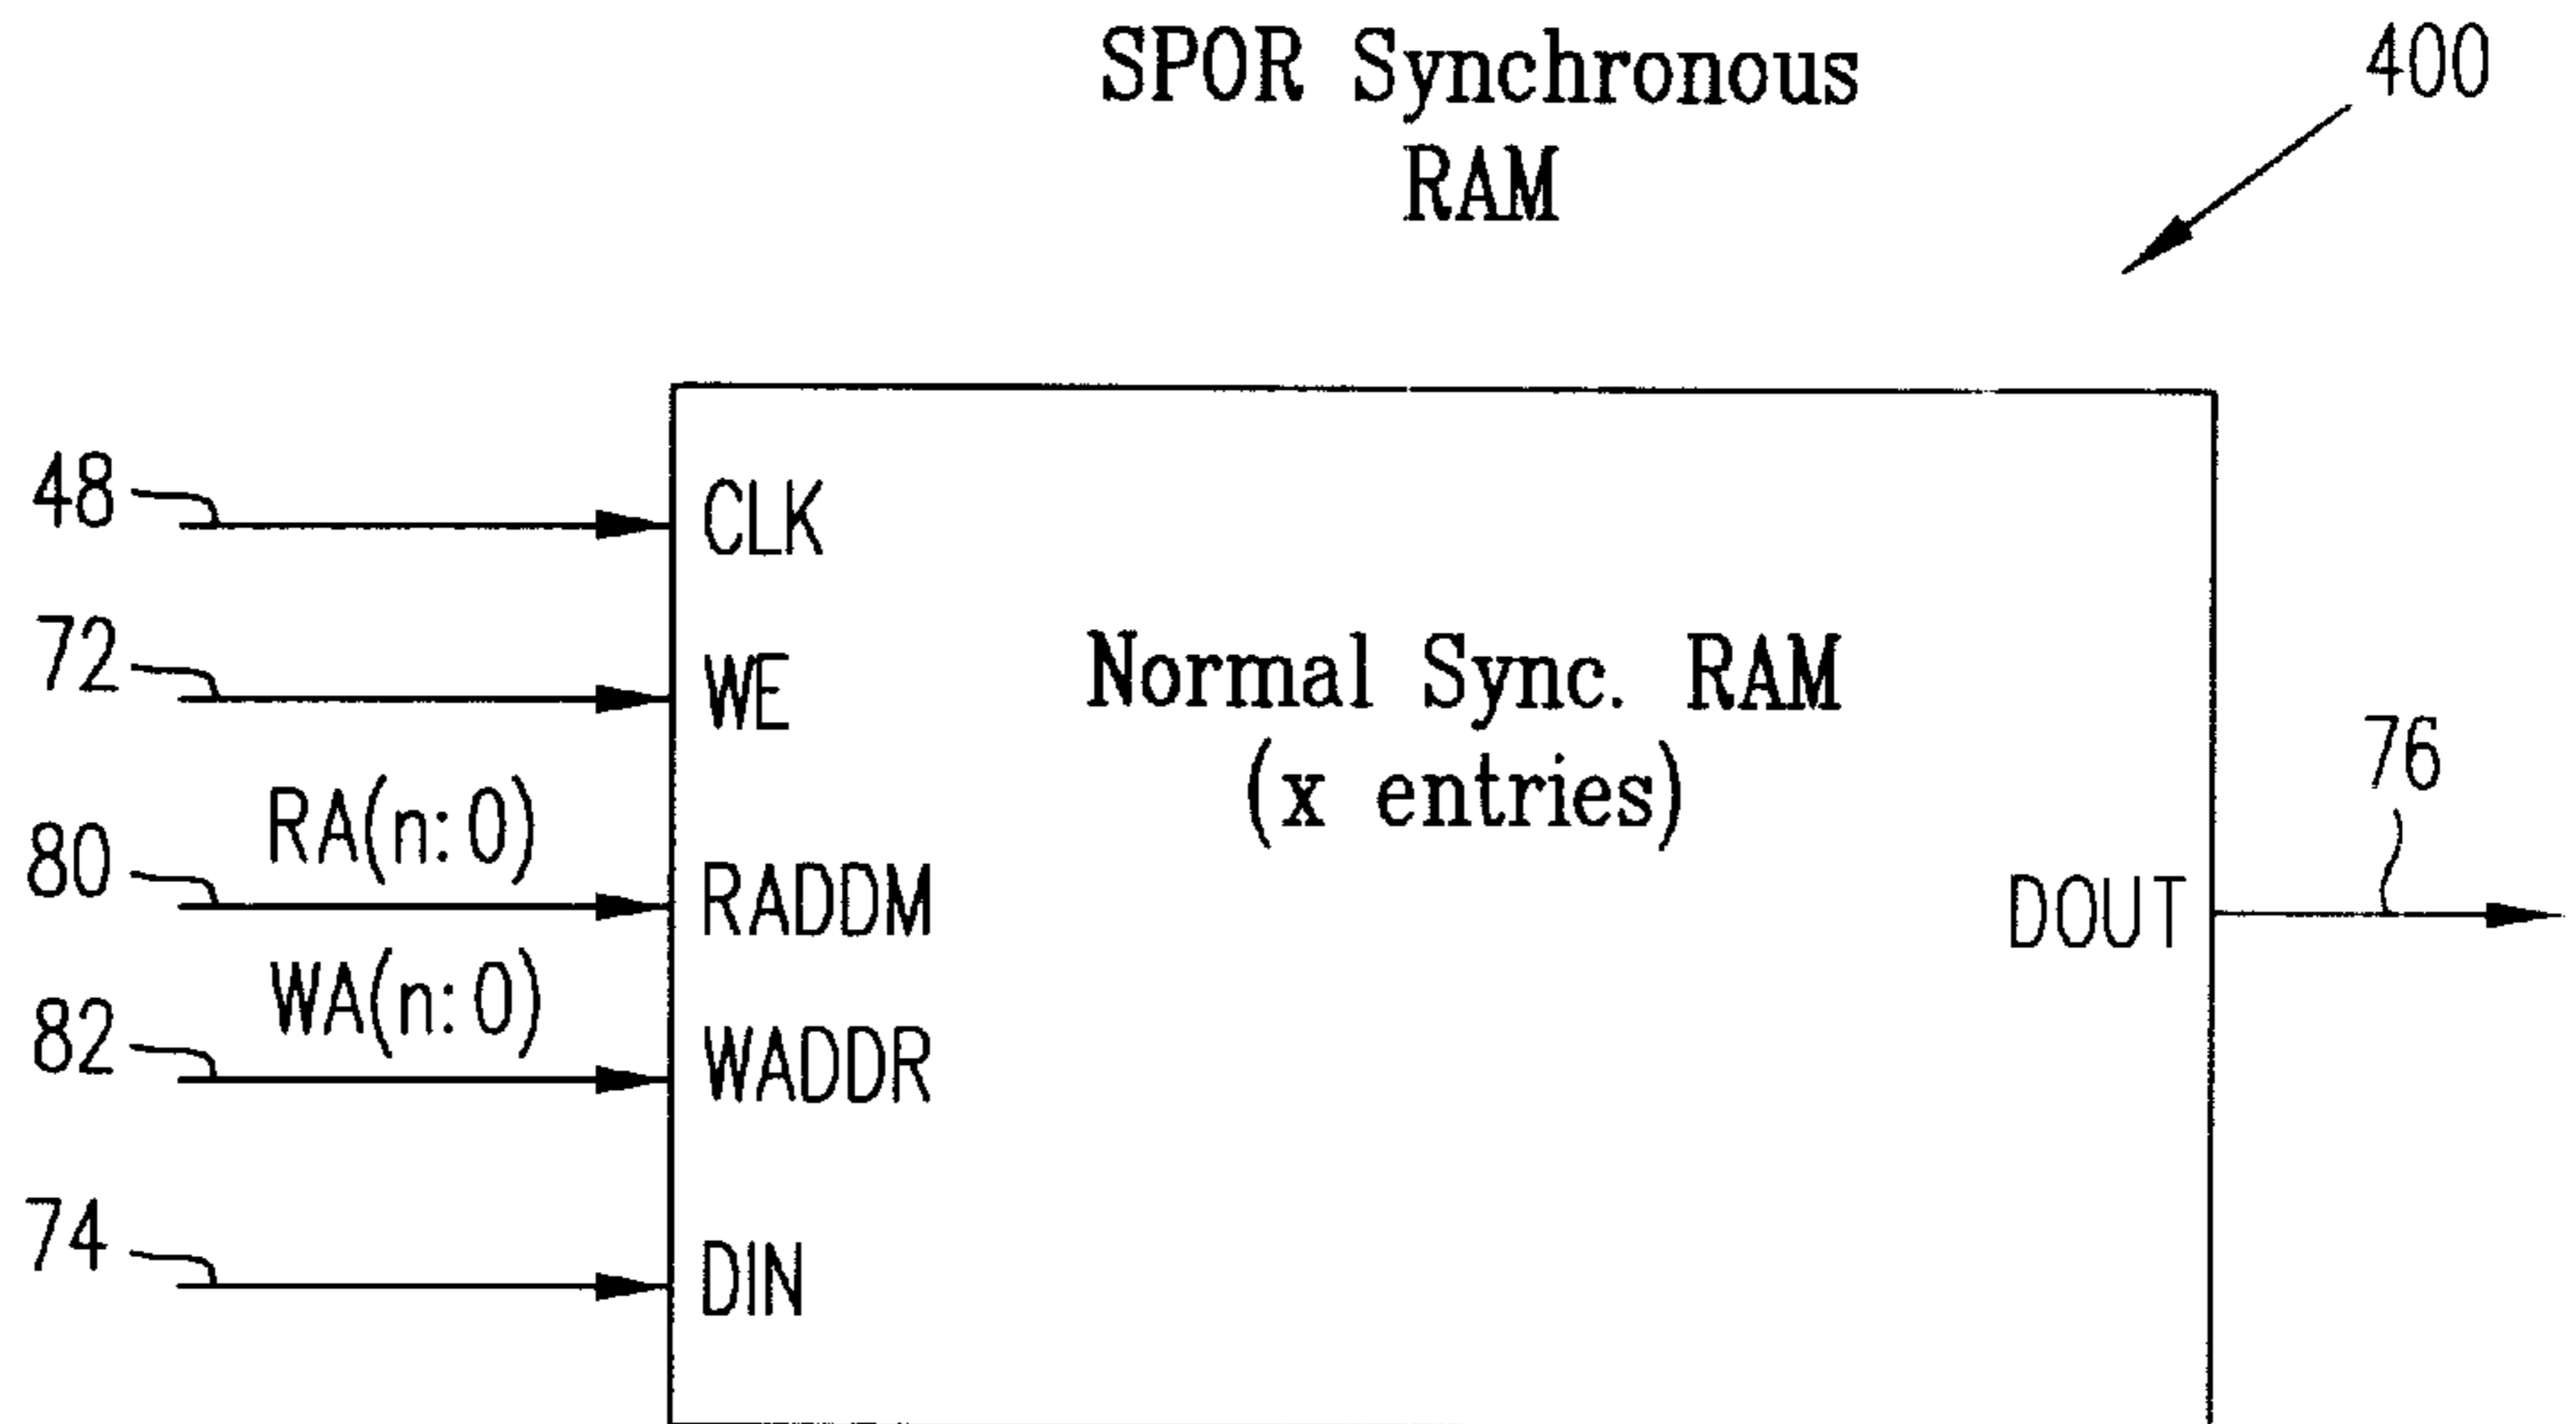 SPOR Synchronous
RAM
400
48
CLK
72
WE
Normal Sync. RAM
(x entries)
76
80
RA(n:0)
RADDM
DOUT
82
WA(n:0)
WADDR
74
DIN